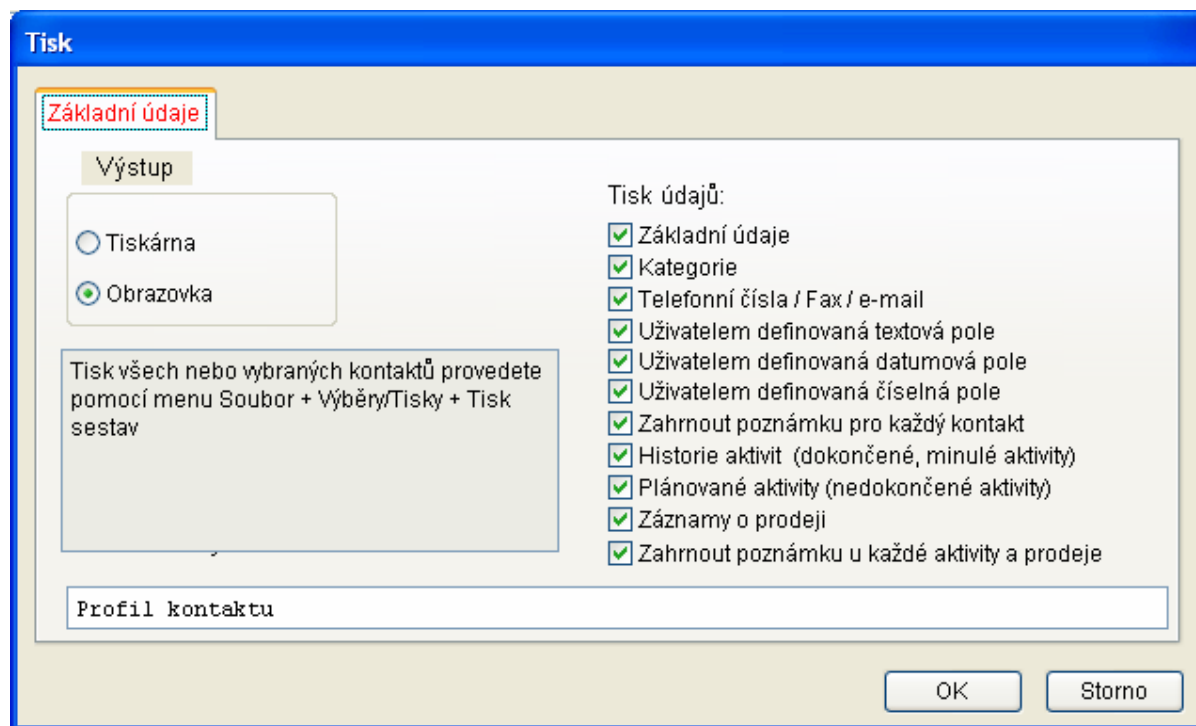 Tisk
Základní údaje
Výstup
Tiskárna
Obrazovka
Tisk všech nebo vybraných kontaktů provedete
pomocí menu Soubor + Výběry/Tisky + Tisk
sestav
Tisk údajů:
Základní údaje
Kategorie
Telefonní čísla / Fax / e-mail
Uživatelem definovaná textová pole
Uživatelem definovaná datumová pole
Uživatelem definovaná číselná pole
Zahrnout poznámku pro každý kontakt
Historie aktivit (dokončené, minulé aktivity)
Plánované aktivity (nedokončené aktivity)
Záznamy o prodeji
Zahrnout poznámku u každé aktivity a prodeje
Profil kontaktu
OK
Storno